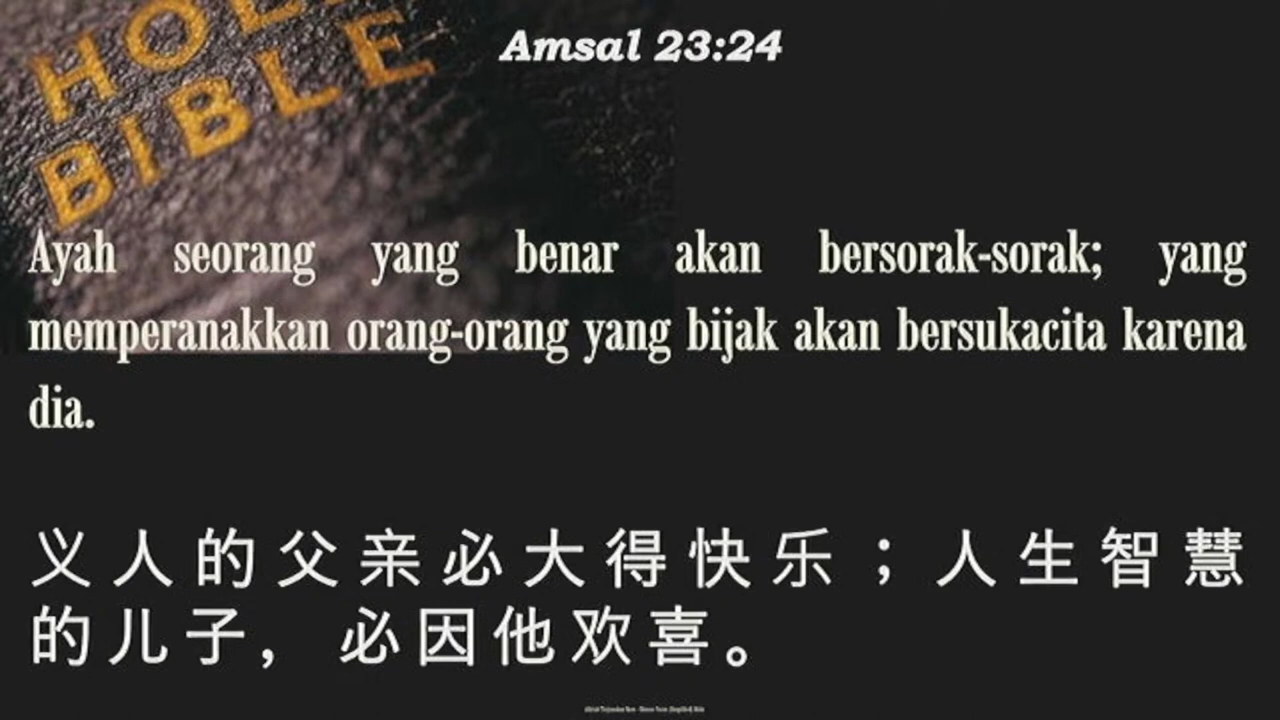 HOL
BIBLE
Amsal 23:24
Ayah seorang yang benar akan bersorak-sorak; yang
memperanakkan orang-orang yang bijak akan bersukacita karena
dia.
义人的父亲必大得快乐；人生智慧
的儿子，必因他欢喜。